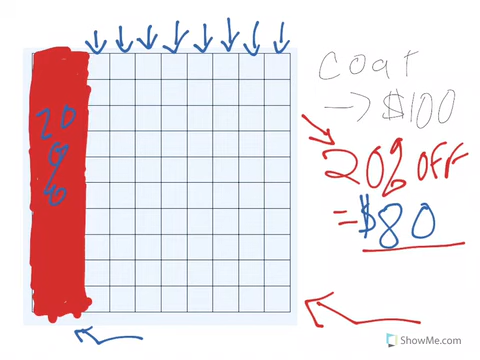 20
%
coat
→ $100
20% OFF
= $80
ShowMe.com